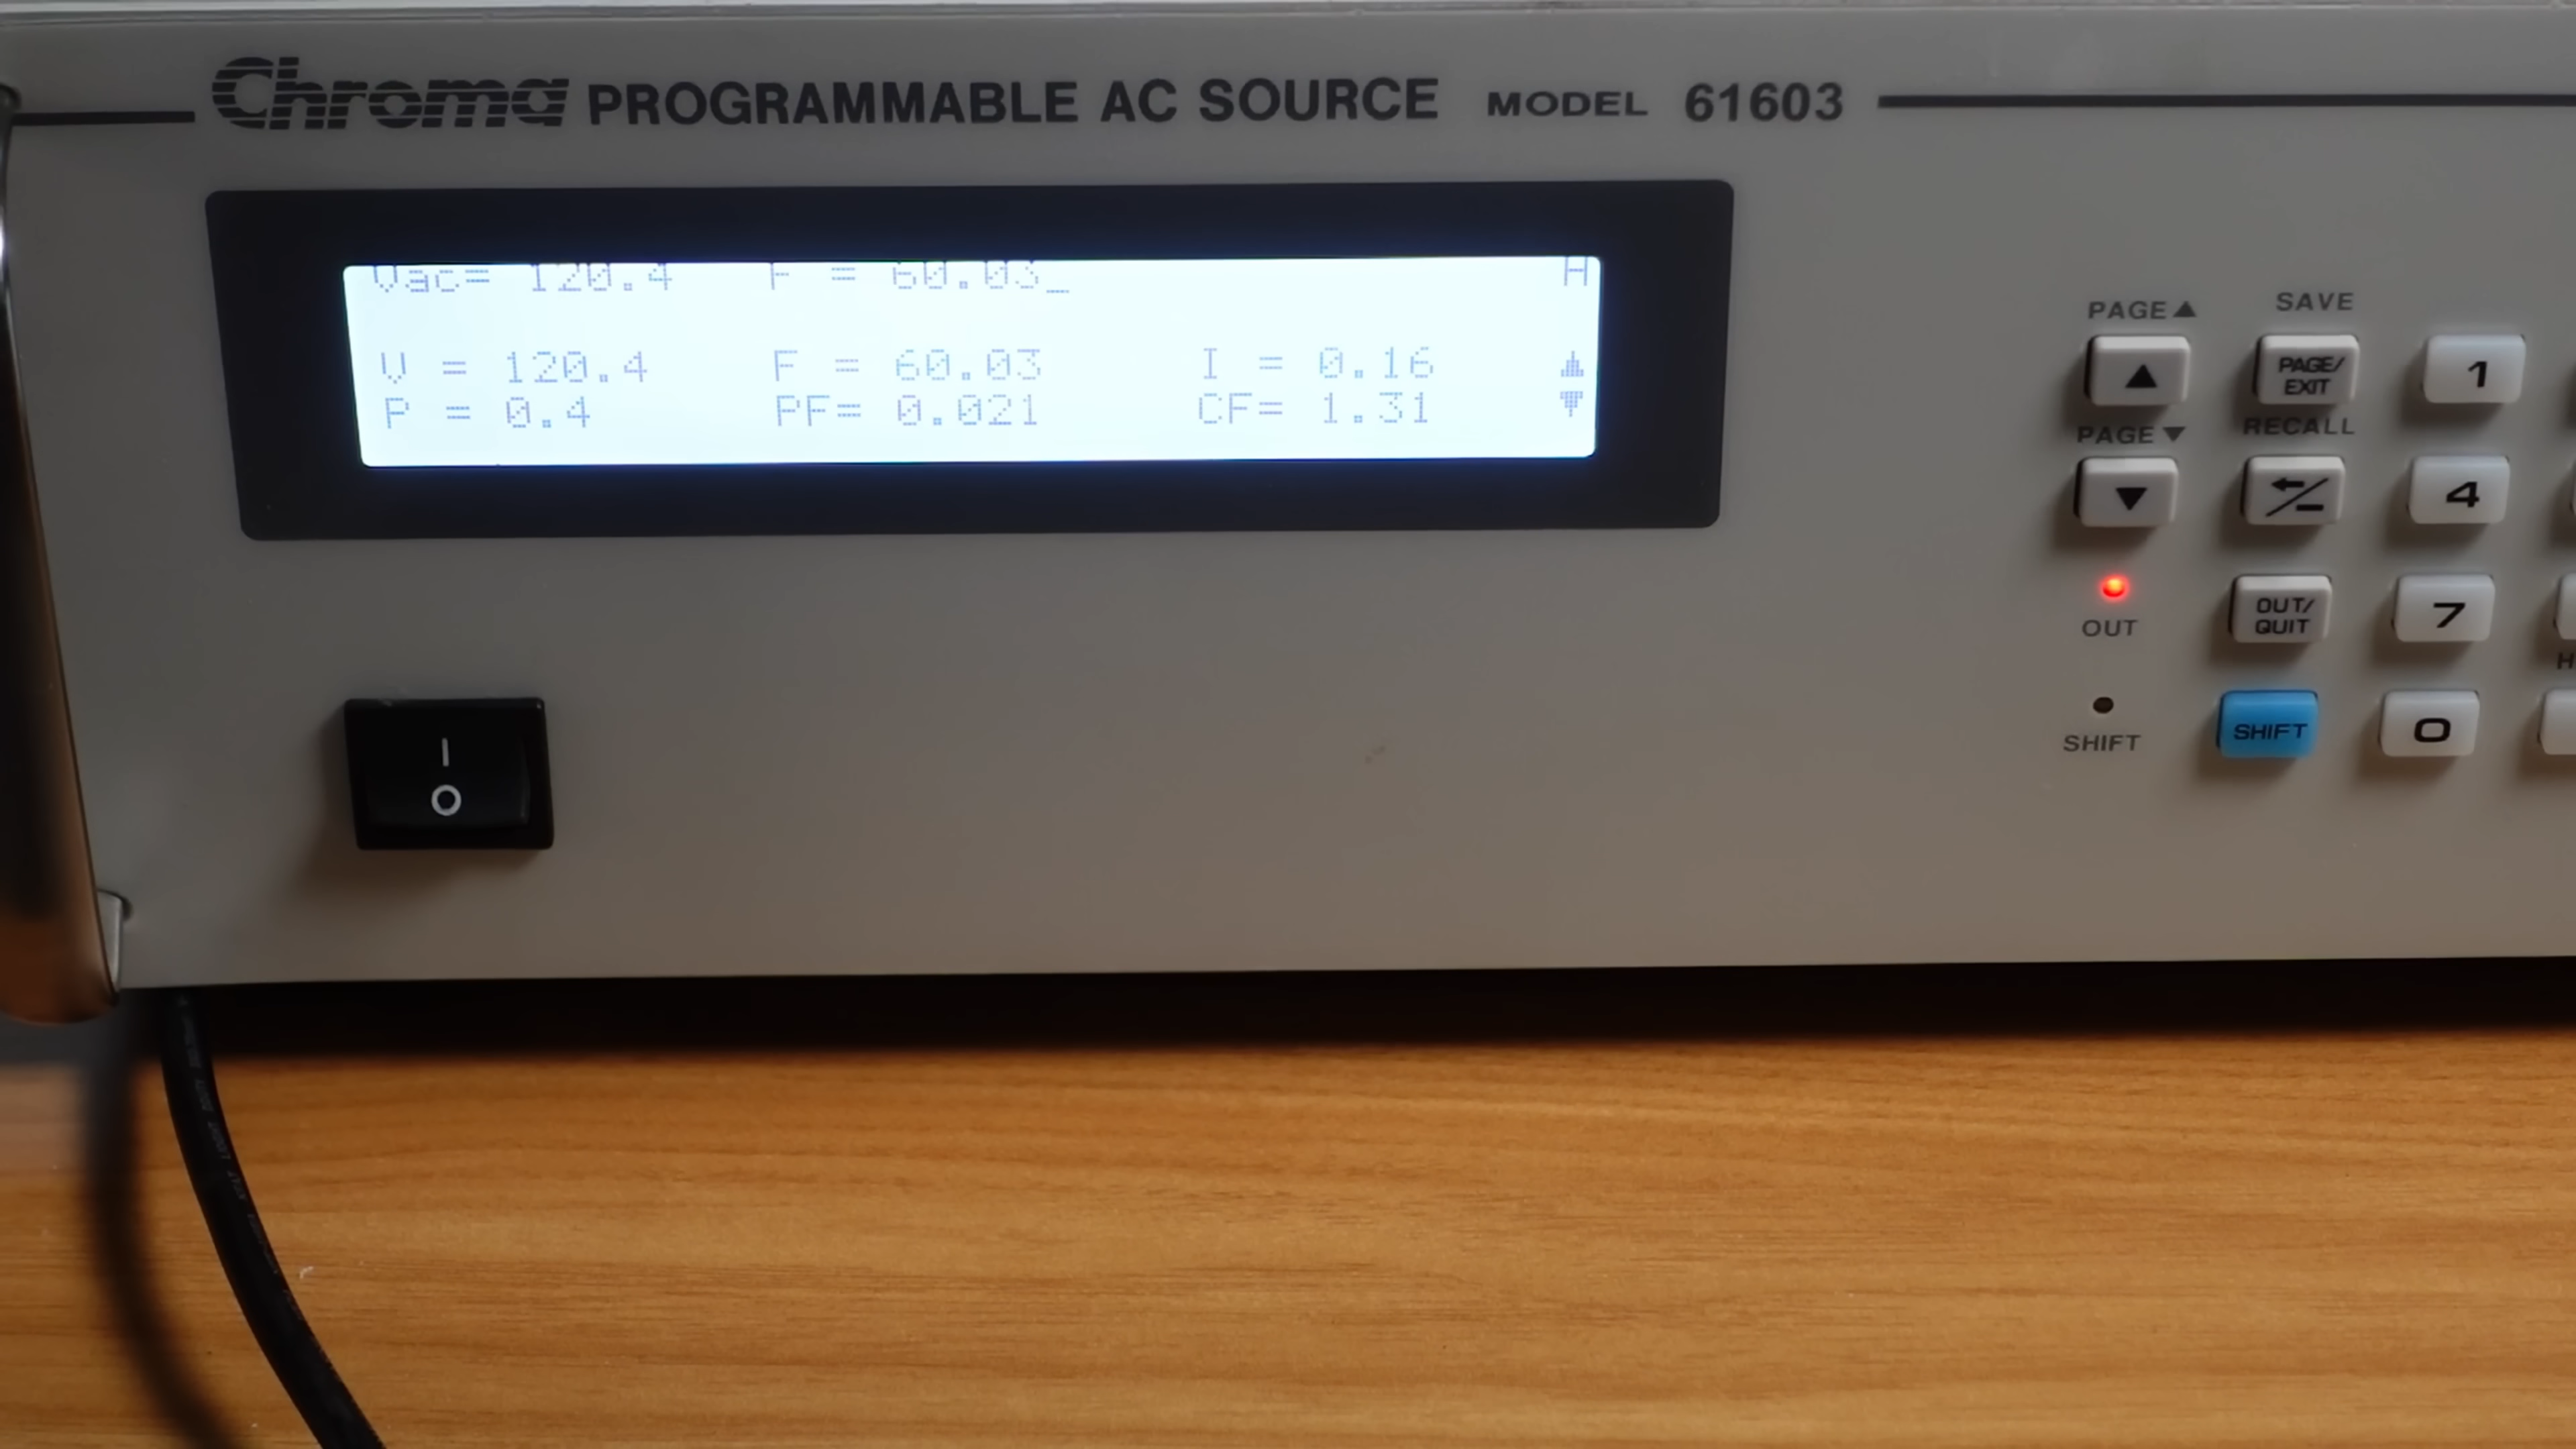 Chroma PROGRAMMABLE AC SOURCE MODEL 61603
Vac= 120.4 F = 60.03_ H
V = 120.4 F = 60.03 I = 0.16
P = 0.4 PF= 0.021 CF= 1.31
PAGE▲ SAVE
▲ PAGE/
EXIT 1
PAGE▼ RECALL
▼ 4
OUT OUT/
QUIT 7
SHIFT SHIFT 0
I
O